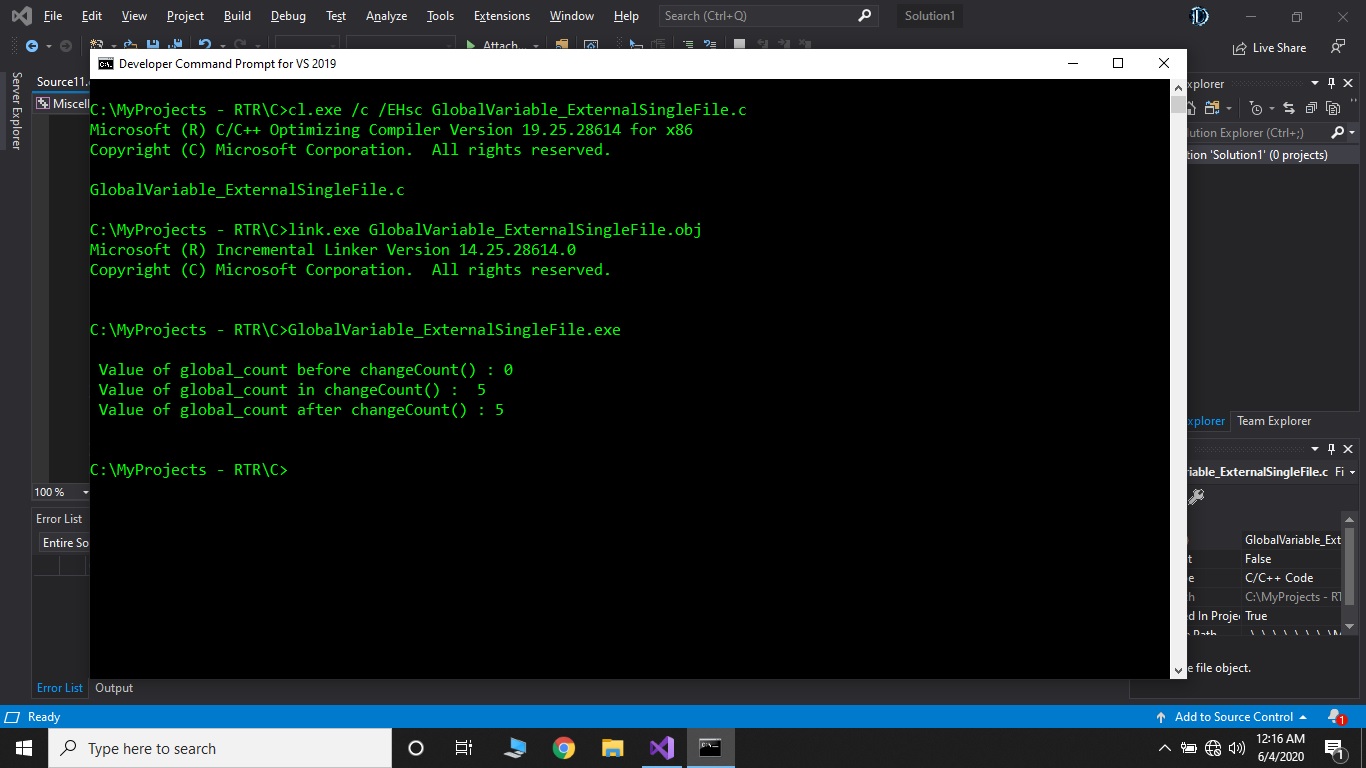 File Edit View Project Build Debug Test Analyze Tools Extensions Window Help Search (Ctrl+Q) Solution1
Attach...
Live Share
Developer Command Prompt for VS 2019
Server Explorer
Source11.
Miscell
C:\MyProjects - RTR\C>cl.exe /c /EHsc GlobalVariable_ExternalSingleFile.c
Microsoft (R) C/C++ Optimizing Compiler Version 19.25.28614 for x86
Copyright (C) Microsoft Corporation.  All rights reserved.
GlobalVariable_ExternalSingleFile.c
C:\MyProjects - RTR\C>link.exe GlobalVariable_ExternalSingleFile.obj
Microsoft (R) Incremental Linker Version 14.25.28614.0
Copyright (C) Microsoft Corporation.  All rights reserved.
C:\MyProjects - RTR\C>GlobalVariable_ExternalSingleFile.exe
Value of global_count before changeCount() : 0
Value of global_count in changeCount() :  5
Value of global_count after changeCount() : 5
C:\MyProjects - RTR\C>
xplorer
lution Explorer (Ctrl+;)
tion 'Solution1' (0 projects)
xplorer Team Explorer
riable_ExternalSingleFile.c Fi
GlobalVariable_Ext
t False
e C/C++ Code
h C:\MyProjects - RT
d In Proje True
Path
e file object.
100 %
Error List
Entire So
Error List Output
Ready
Add to Source Control
1
Type here to search
12:16 AM
6/4/2020
1